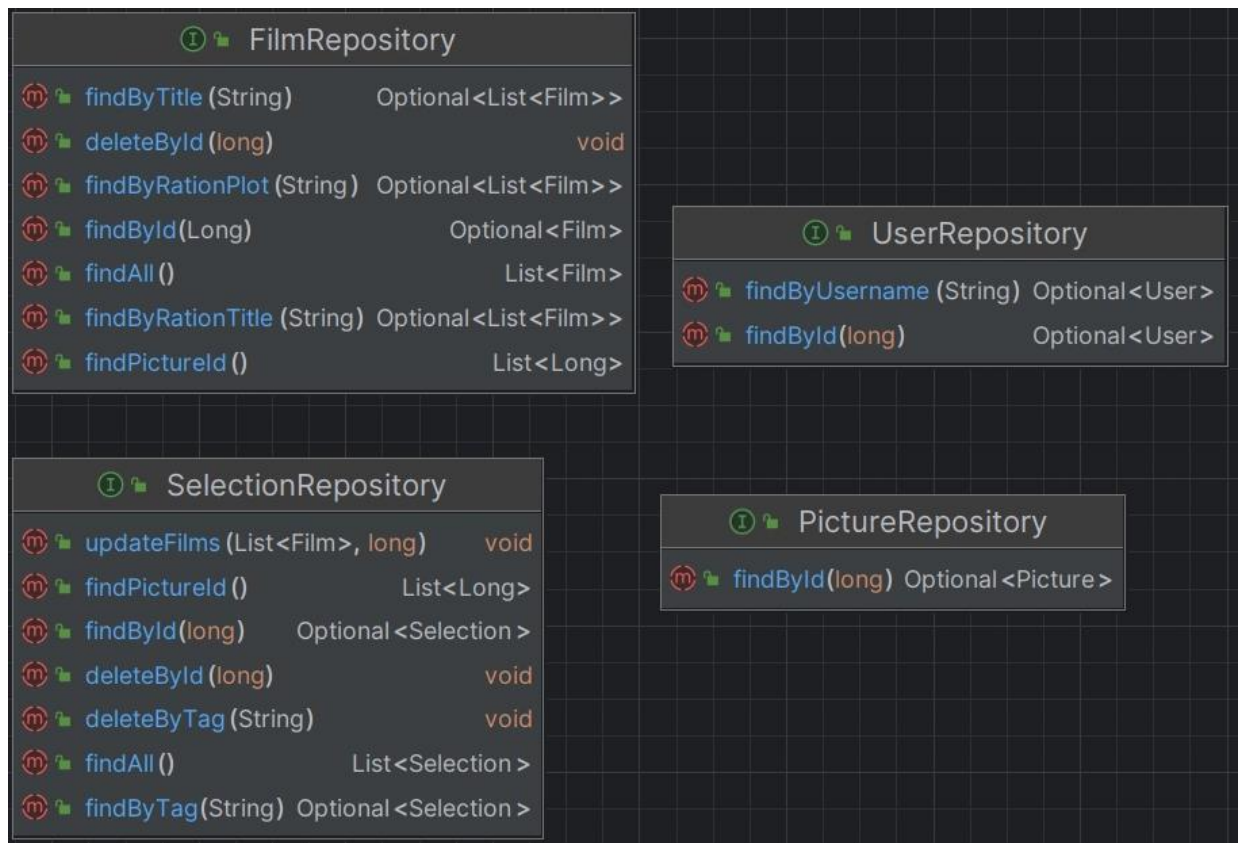 FilmRepository
findByTitle(String) Optional<List<Film>>
deleteById(long) void
findByRationPlot(String) Optional<List<Film>>
findById(Long) Optional<Film>
findAll() List<Film>
findByRationTitle(String) Optional<List<Film>>
findPictureId() List<Long>
UserRepository
findByUsername(String) Optional<User>
findById(long) Optional<User>
SelectionRepository
updateFilms(List<Film>, long) void
findPictureId() List<Long>
findById(long) Optional<Selection>
deleteById(long) void
deleteByTag(String) void
findAll() List<Selection>
findByTag(String) Optional<Selection>
PictureRepository
findById(long) Optional<Picture>